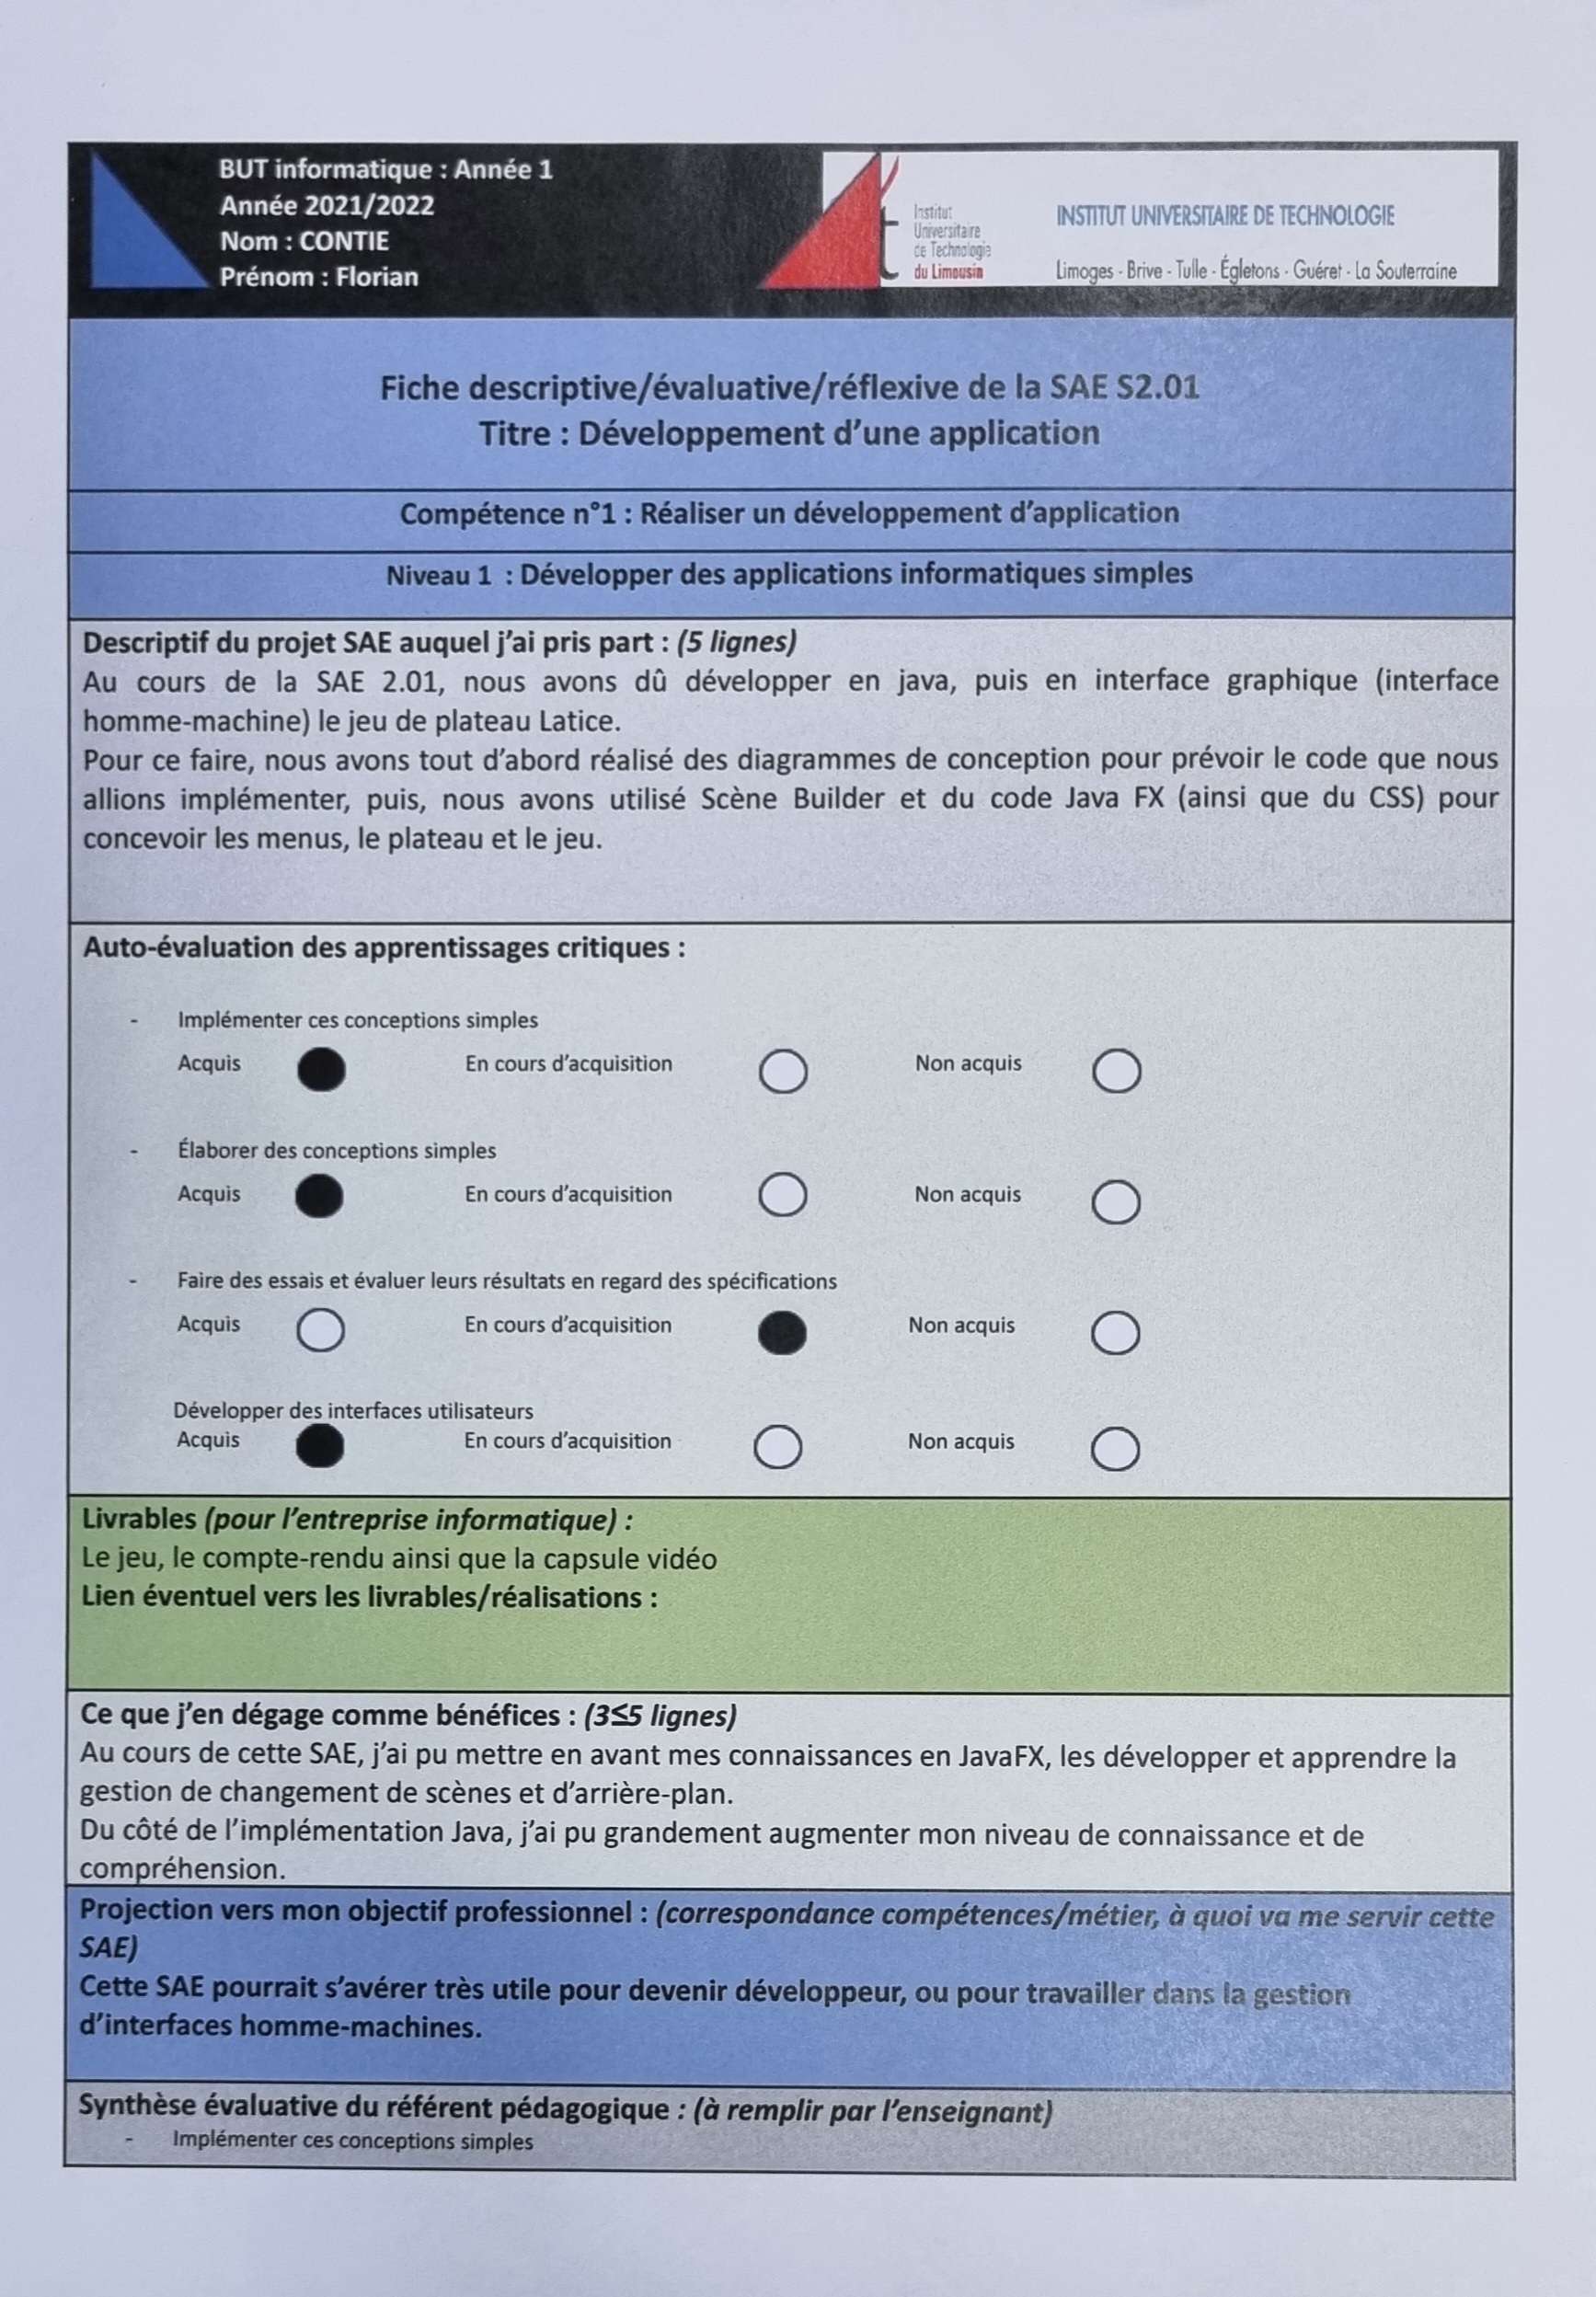 BUT informatique : Année 1
Année 2021/2022
Nom : CONTIE
Prénom : Florian
Institut
Universitaire
de Technologie
du Limousin
INSTITUT UNIVERSITAIRE DE TECHNOLOGIE
Limoges - Brive - Tulle - Égletons - Guéret - La Souterraine
Fiche descriptive/évaluative/réflexive de la SAE S2.01
Titre : Développement d’une application
Compétence n°1 : Réaliser un développement d’application
Niveau 1 : Développer des applications informatiques simples
Descriptif du projet SAE auquel j’ai pris part : (5 lignes)
Au cours de la SAE 2.01, nous avons dû développer en java, puis en interface graphique (interface
homme-machine) le jeu de plateau Latice.
Pour ce faire, nous avons tout d’abord réalisé des diagrammes de conception pour prévoir le code que nous
allions implémenter, puis, nous avons utilisé Scène Builder et du code Java FX (ainsi que du CSS) pour
concevoir les menus, le plateau et le jeu.
Auto-évaluation des apprentissages critiques :
- Implémenter ces conceptions simples
Acquis En cours d’acquisition Non acquis
- Élaborer des conceptions simples
Acquis En cours d’acquisition Non acquis
- Faire des essais et évaluer leurs résultats en regard des spécifications
Acquis En cours d’acquisition Non acquis
Développer des interfaces utilisateurs
Acquis En cours d’acquisition Non acquis
Livrables (pour l’entreprise informatique) :
Le jeu, le compte-rendu ainsi que la capsule vidéo
Lien éventuel vers les livrables/réalisations :
Ce que j’en dégage comme bénéfices : (3≤5 lignes)
Au cours de cette SAE, j’ai pu mettre en avant mes connaissances en JavaFX, les développer et apprendre la
gestion de changement de scènes et d’arrière-plan.
Du côté de l’implémentation Java, j’ai pu grandement augmenter mon niveau de connaissance et de
compréhension.
Projection vers mon objectif professionnel : (correspondance compétences/métier, à quoi va me servir cette
SAE)
Cette SAE pourrait s’avérer très utile pour devenir développeur, ou pour travailler dans la gestion
d’interfaces homme-machines.
Synthèse évaluative du référent pédagogique : (à remplir par l’enseignant)
- Implémenter ces conceptions simples